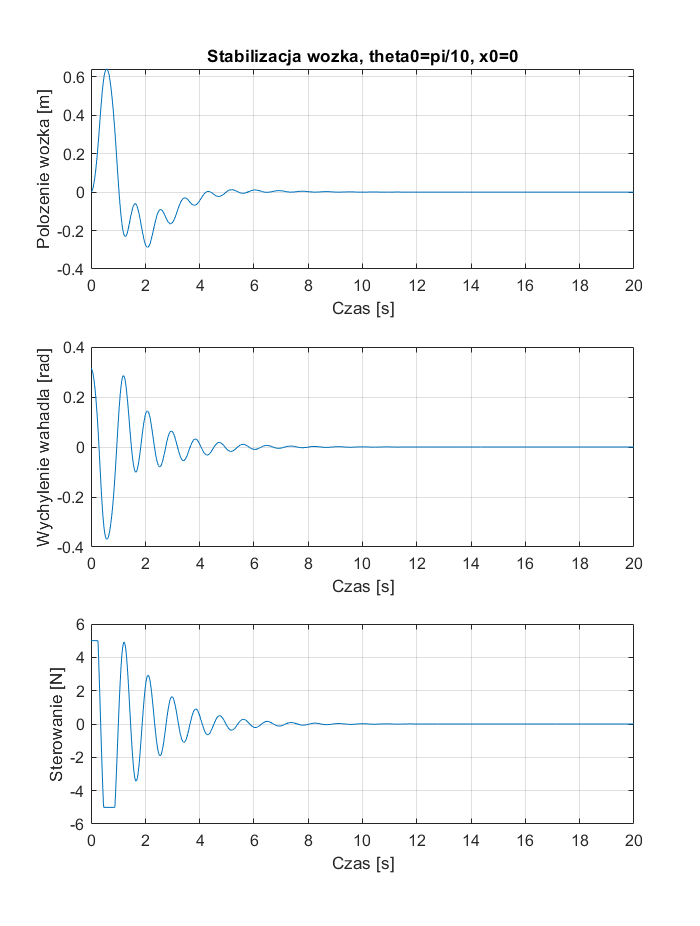 Stabilizacja wozka, theta0=pi/10, x0=0
Polozenie wozka [m]
0.6
0.4
0.2
0
-0.2
-0.4
0 2 4 6 8 10 12 14 16 18 20
Czas [s]
Wychylenie wahadla [rad]
0.4
0.2
0
-0.2
-0.4
0 2 4 6 8 10 12 14 16 18 20
Czas [s]
Sterowanie [N]
6
4
2
0
-2
-4
-6
0 2 4 6 8 10 12 14 16 18 20
Czas [s]